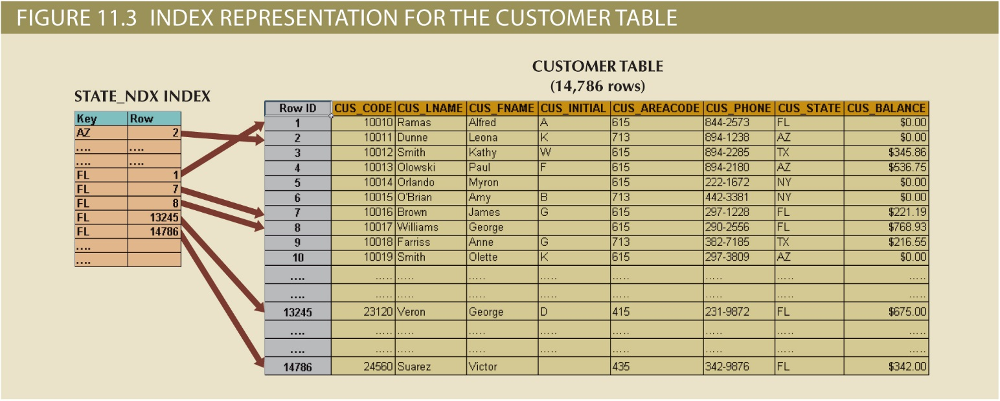 FIGURE 11.3 INDEX REPRESENTATION FOR THE CUSTOMER TABLE
CUSTOMER TABLE
(14,786 rows)
STATE_NDX INDEX
Key Row
AZ 2
.... ....
.... ....
FL 1
FL 7
FL 8
FL 13245
FL 14786
....
....
Row ID CUS_CODE CUS_LNAME CUS_FNAME CUS_INITIAL CUS_AREACODE CUS_PHONE CUS_STATE CUS_BALANCE
1 10010 Ramas Alfred A 615 844-2573 FL $0.00
2 10011 Dunne Leona K 713 894-1238 AZ $0.00
3 10012 Smith Kathy W 615 894-2285 TX $345.86
4 10013 Olowski Paul F 615 894-2180 AZ $536.75
5 10014 Orlando Myron 615 222-1672 NY $0.00
6 10015 O'Brian Amy B 713 442-3381 NY $0.00
7 10016 Brown James G 615 297-1228 FL $221.19
8 10017 Williams George 615 290-2556 FL $768.93
9 10018 Farriss Anne G 713 382-7185 TX $216.55
10 10019 Smith Olette K 615 297-3809 AZ $0.00
.... ..... ..... ..... ..... ..... ..... ..... .....
.... ..... ..... ..... ..... ..... ..... ..... .....
13245 23120 Veron George D 415 231-9872 FL $675.00
.... ..... ..... ..... ..... ..... ..... ..... .....
.... ..... ..... ..... ..... ..... ..... ..... .....
14786 24560 Suarez Victor 435 342-9876 FL $342.00